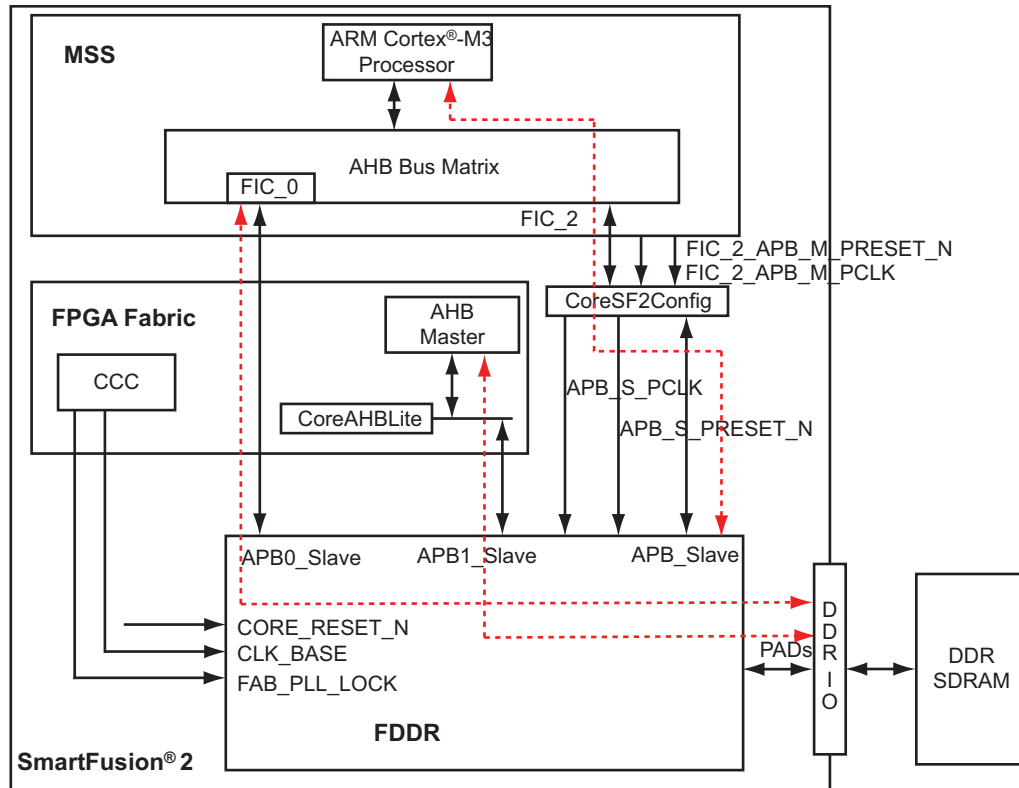 MSS
ARM Cortex®-M3
Processor
AHB Bus Matrix
FIC_0
FIC_2
FIC_2_APB_M_PRESET_N
FIC_2_APB_M_PCLK
CoreSF2Config
FPGA Fabric
AHB
Master
CCC
CoreAHBLite
APB_S_PCLK
APB_S_PRESET_N
APB0_Slave
APB1_Slave
APB_Slave
CORE_RESET_N
CLK_BASE
FAB_PLL_LOCK
FDDR
PADs
D
D
R
I
O
DDR
SDRAM
SmartFusion® 2